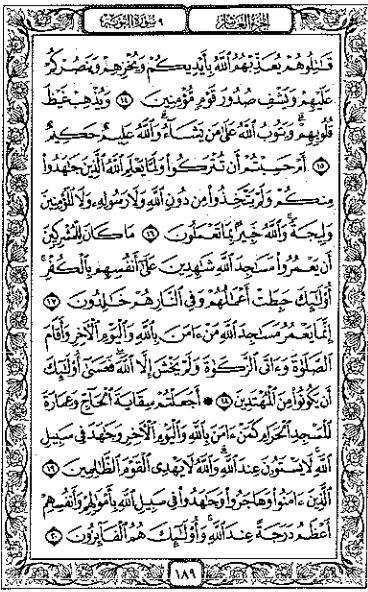 الجزء العاشر ٩ سورة التوبة
قَـٰتِلُوهُمْ يُعَذِّبْهُمُ ٱللَّهُ بِأَيْدِيكُمْ وَيُخْزِهِمْ وَيَنصُرْكُمْ
عَلَيْهِمْ وَيَشْفِ صُدُورَ قَوْمٍ مُّؤْمِنِينَ ١٤ وَيُذْهِبْ غَيْظَ
قُلُوبِهِمْ وَيَتُوبُ ٱللَّهُ عَلَىٰ مَن يَشَآءُ وَٱللَّهُ عَلِيمٌ حَكِيمٌ
١٥ أَمْ حَسِبْتُمْ أَن تُتْرَكُوا۟ وَلَمَّا يَعْلَمِ ٱللَّهُ ٱلَّذِينَ جَـٰهَدُوا۟
مِنكُمْ وَلَمْ يَتَّخِذُوا۟ مِن دُونِ ٱللَّهِ وَلَا رَسُولِهِۦ وَلَا ٱلْمُؤْمِنِينَ
وَلِيجَةً وَٱللَّهُ خَبِيرٌۢ بِمَا تَعْمَلُونَ ١٦ مَا كَانَ لِلْمُشْرِكِينَ
أَن يَعْمُرُوا۟ مَسَـٰجِدَ ٱللَّهِ شَـٰهِدِينَ عَلَىٰٓ أَنفُسِهِم بِٱلْكُفْرِ
أُو۟لَـٰٓئِكَ حَبِطَتْ أَعْمَـٰلُهُمْ وَفِى ٱلنَّارِ هُمْ خَـٰلِدُونَ ١٧
إِنَّمَا يَعْمُرُ مَسَـٰجِدَ ٱللَّهِ مَنْ ءَامَنَ بِٱللَّهِ وَٱلْيَوْمِ ٱلْـَٔاخِرِ وَأَقَامَ
ٱلصَّلَوٰةَ وَءَاتَى ٱلزَّكَوٰةَ وَلَمْ يَخْشَ إِلَّا ٱللَّهَ فَعَسَىٰٓ أُو۟لَـٰٓئِكَ
أَن يَكُونُوا۟ مِنَ ٱلْمُهْتَدِينَ ١٨ ۞ أَجَعَلْتُمْ سِقَايَةَ ٱلْحَآجِّ وَعِمَارَةَ
ٱلْمَسْجِدِ ٱلْحَرَامِ كَمَنْ ءَامَنَ بِٱللَّهِ وَٱلْيَوْمِ ٱلْـَٔاخِرِ وَجَـٰهَدَ فِى سَبِيلِ
ٱللَّهِ لَا يَسْتَوُۥنَ عِندَ ٱللَّهِ وَٱللَّهُ لَا يَهْدِى ٱلْقَوْمَ ٱلظَّـٰلِمِينَ ١٩
ٱلَّذِينَ ءَامَنُوا۟ وَهَاجَرُوا۟ وَجَـٰهَدُوا۟ فِى سَبِيلِ ٱللَّهِ بِأَمْوَٰلِهِمْ وَأَنفُسِهِمْ
أَعْظَمُ دَرَجَةً عِندَ ٱللَّهِ وَأُو۟لَـٰٓئِكَ هُمُ ٱلْفَآئِزُونَ ٢٠
١٨٩